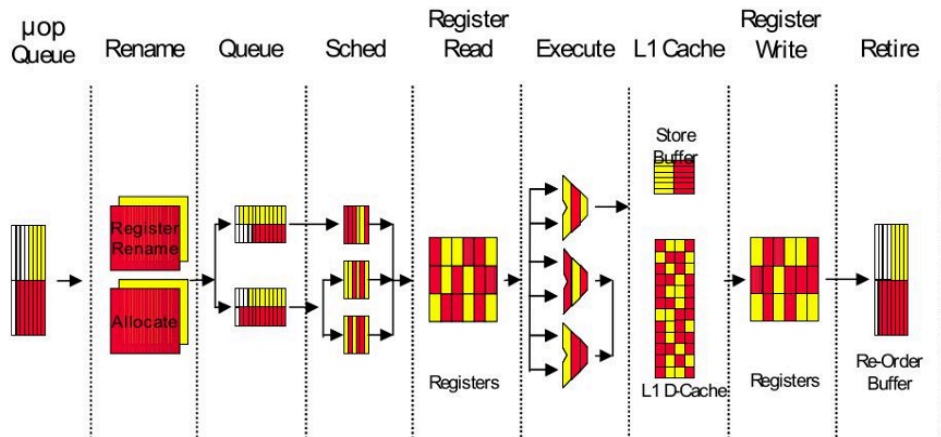 µop
Queue
Rename
Queue
Sched
Register
Read
Execute
L1 Cache
Register
Write
Retire
Register
Rename
Allocate
Store
Buffer
Registers
L1 D-Cache
Registers
Re-Order
Buffer